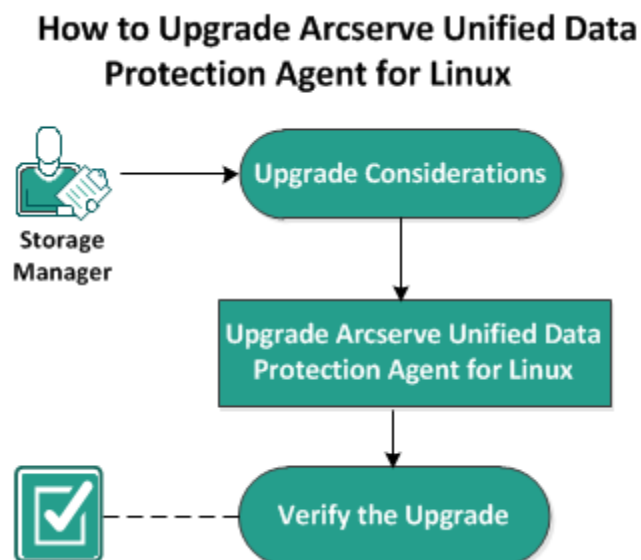 How to Upgrade Arcserve Unified Data
Protection Agent for Linux
Upgrade Considerations
Storage
Manager
Upgrade Arcserve Unified Data
Protection Agent for Linux
Verify the Upgrade